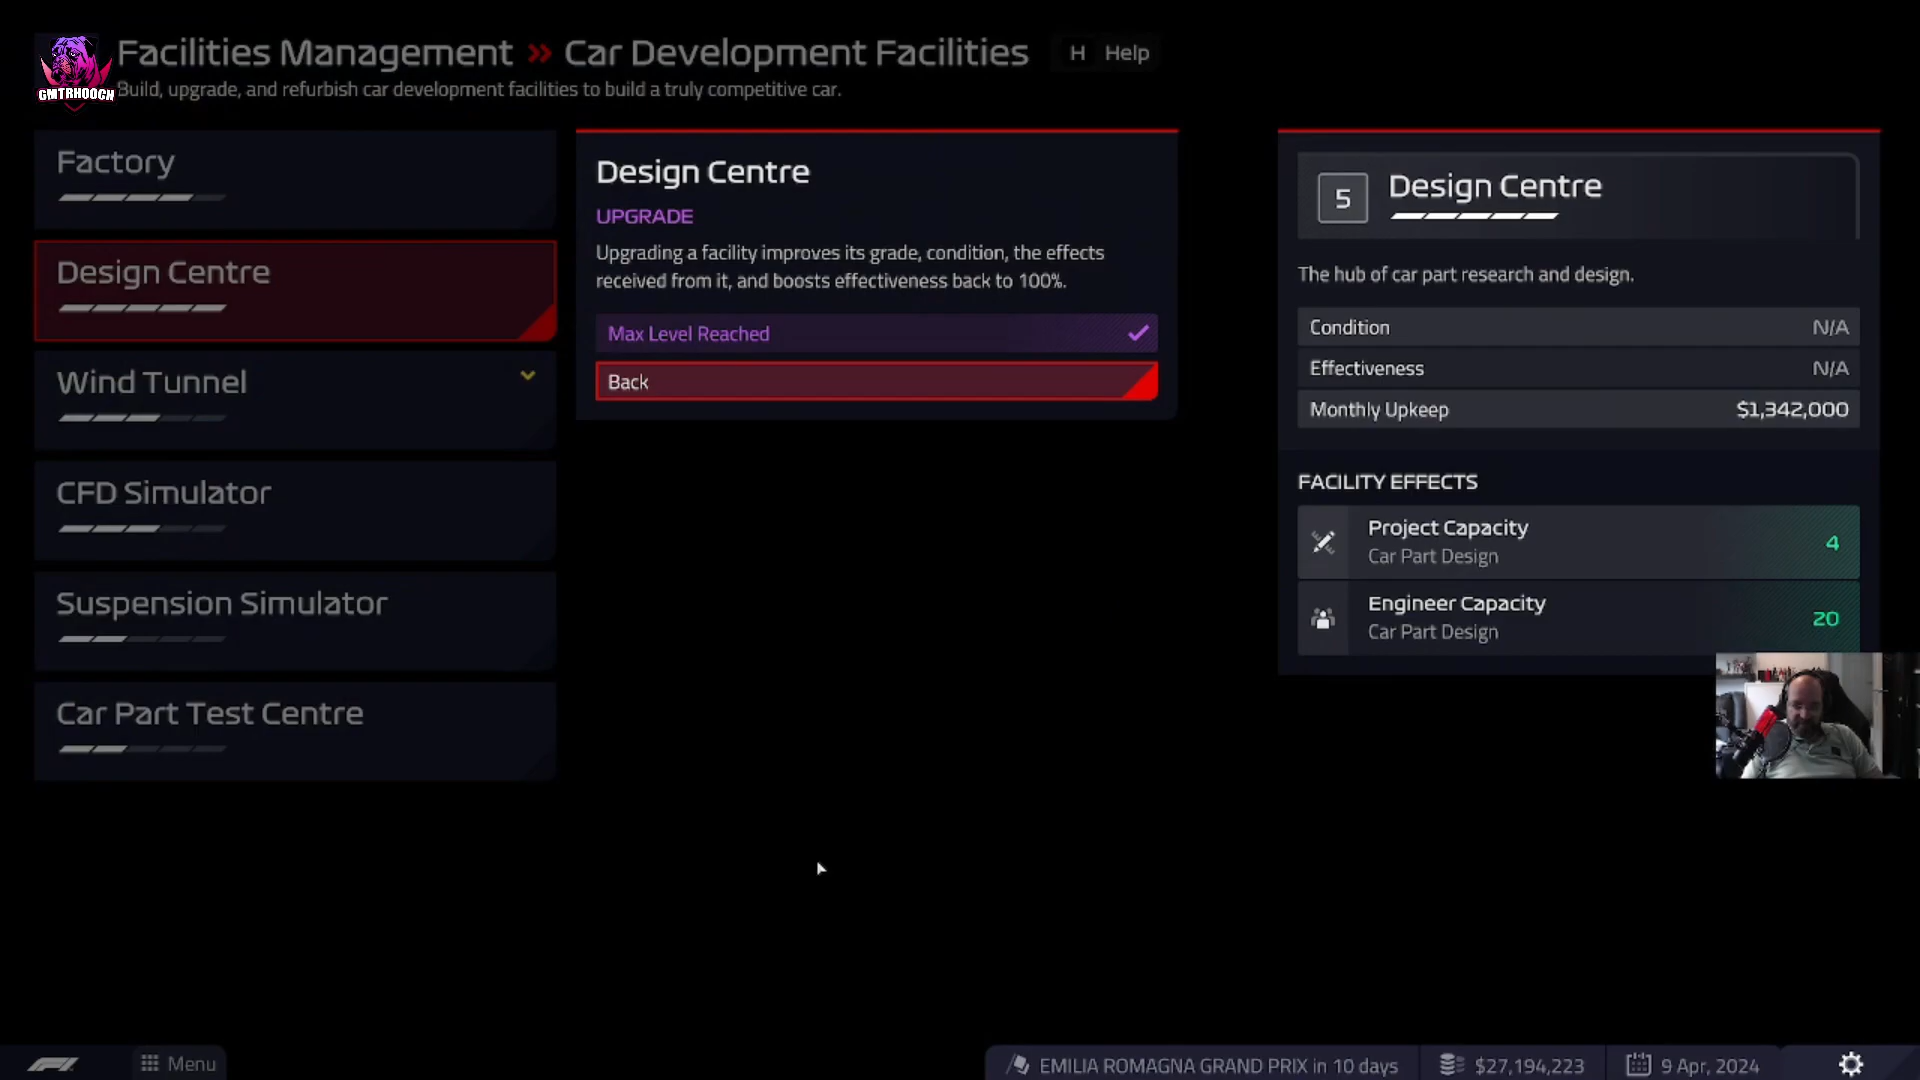 Facilities Management » Car Development Facilities H Help
GMTRHOOCH
Build, upgrade, and refurbish car development facilities to build a truly competitive car.
Factory
Design Centre
Wind Tunnel
CFD Simulator
Suspension Simulator
Car Part Test Centre
Design Centre
UPGRADE
Upgrading a facility improves its grade, condition, the effects
received from it, and boosts effectiveness back to 100%.
Max Level Reached
Back
5 Design Centre
The hub of car part research and design.
Condition N/A
Effectiveness N/A
Monthly Upkeep $1,342,000
FACILITY EFFECTS
Project Capacity
Car Part Design
4
Engineer Capacity
Car Part Design
20
Menu
EMILIA ROMAGNA GRAND PRIX in 10 days $27,194,223 9 Apr, 2024